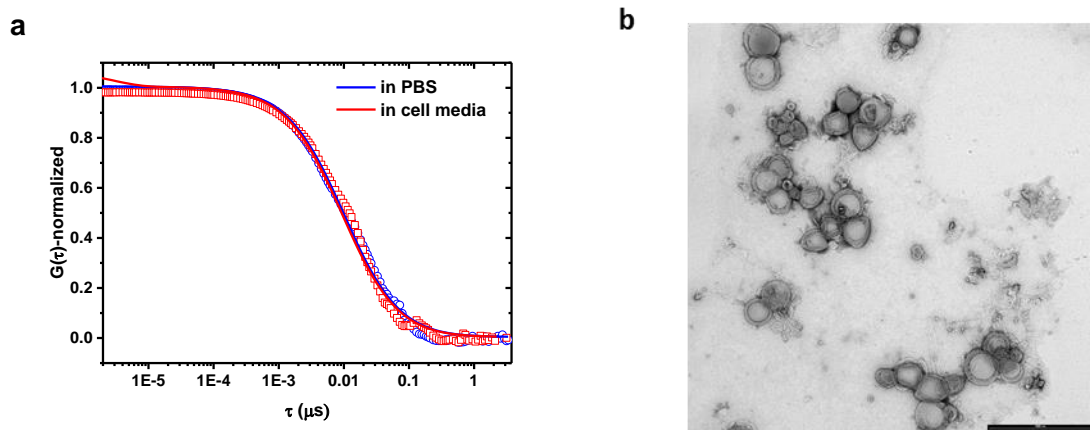 a
b
in PBS
in cell media
G(τ)-normalized
1.0
0.8
0.6
0.4
0.2
0.0
1E-5 1E-4 1E-3 0.01 0.1 1
τ (μs)